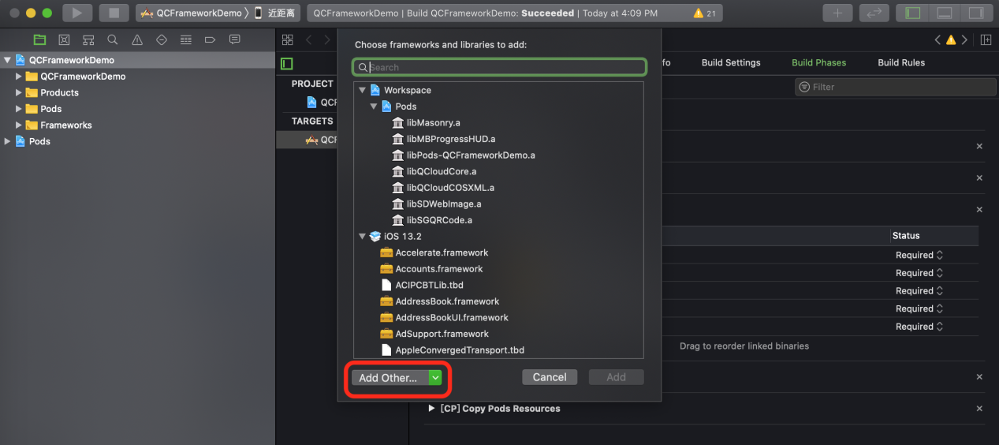 QCFrameworkDemo 〉 近距离
QCFrameworkDemo | Build QCFrameworkDemo: Succeeded | Today at 4:09 PM
21
QCFrameworkDemo
QCFrameworkDemo
Products
Pods
Frameworks
Pods
PROJECT
QCF
TARGETS
QCF
Choose frameworks and libraries to add:
Search
Workspace
Pods
libMasonry.a
libMBProgressHUD.a
libPods-QCFrameworkDemo.a
libQCloudCore.a
libQCloudCOSXML.a
libSDWebImage.a
libSGQRCode.a
iOS 13.2
Accelerate.framework
Accounts.framework
ACIPCBTLib.tbd
AddressBook.framework
AddressBookUI.framework
AdSupport.framework
AppleConvergedTransport.tbd
Add Other...
Cancel
Add
fo
Build Settings
Build Phases
Build Rules
Filter
Status
Required
Required
Required
Required
Required
Drag to reorder linked binaries
[CP] Copy Pods Resources